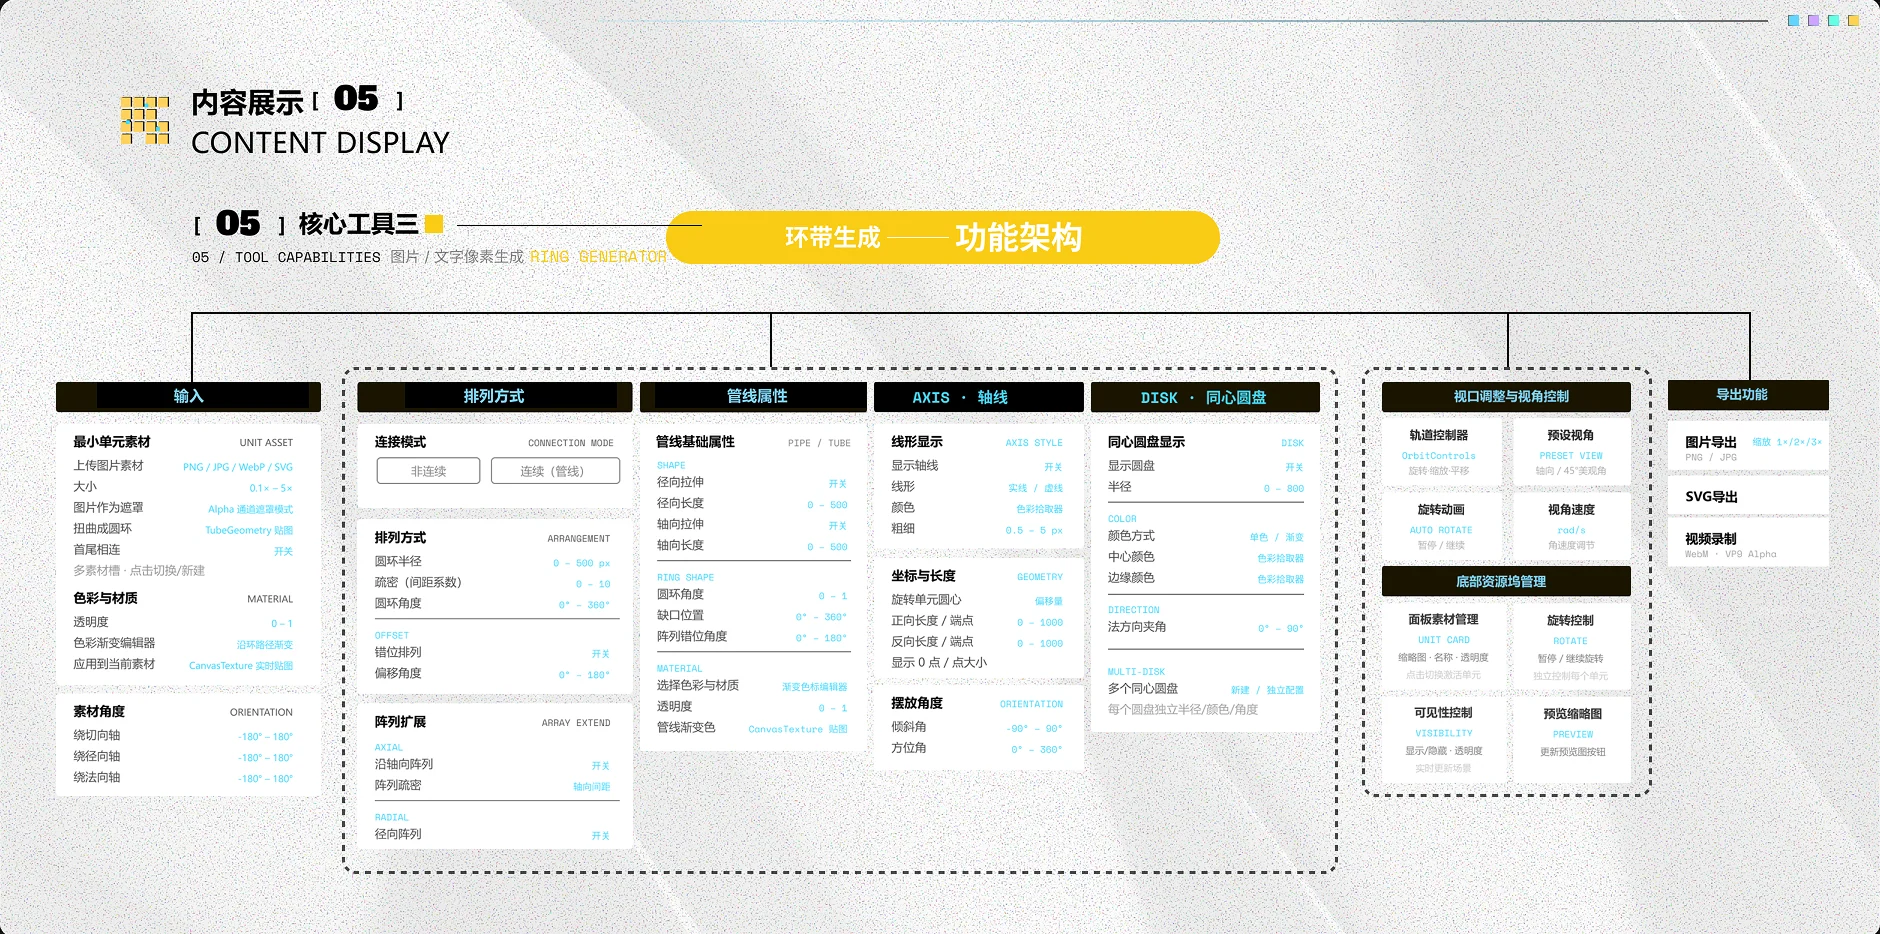 内容展示 [ 05 ]
CONTENT DISPLAY
[ 05 ] 核心工具三
05 / TOOL CAPABILITIES 图片 / 文字像素生成 RING GENERATOR
环带生成 —— 功能架构
输入
最小单元素材 UNIT ASSET
上传图片素材 PNG / JPG / WebP / SVG
大小 0.1× – 5×
图片作为遮罩 Alpha 通道遮罩模式
扭曲成圆环 TubeGeometry 贴图
首尾相连 开关
多素材槽 · 点击切换/新建
色彩与材质 MATERIAL
透明度 0 – 1
色彩渐变编辑器 沿环路径渐变
应用到当前素材 CanvasTexture 实时贴图
素材角度 ORIENTATION
绕切向轴 -180° – 180°
绕径向轴 -180° – 180°
绕法向轴 -180° – 180°
排列方式
连接模式 CONNECTION MODE
非连续 连续（管线）
排列方式 ARRANGEMENT
圆环半径 0 – 500 px
疏密（间距系数） 0 – 10
圆环角度 0° – 360°
OFFSET
错位排列 开关
偏移角度 0° – 180°
阵列扩展 ARRAY EXTEND
AXIAL
沿轴向阵列 开关
阵列疏密 轴向间距
RADIAL
径向阵列 开关
管线属性
管线基础属性 PIPE / TUBE
SHAPE
径向拉伸 开关
径向长度 0 – 500
轴向拉伸 开关
轴向长度 0 – 500
RING SHAPE
圆环角度 0 – 1
缺口位置 0° – 360°
阵列错位角度 0° – 180°
MATERIAL
选择色彩与材质 渐变色标编辑器
透明度 0 – 1
管线渐变色 CanvasTexture 贴图
AXIS · 轴线
线形显示 AXIS STYLE
显示轴线 开关
线形 实线 / 虚线
颜色 色彩拾取器
粗细 0.5 – 5 px
坐标与长度 GEOMETRY
旋转单元圆心 偏移量
正向长度 / 端点 0 – 1000
反向长度 / 端点 0 – 1000
显示 0 点 / 点大小
摆放角度 ORIENTATION
倾斜角 -90° – 90°
方位角 0° – 360°
DISK · 同心圆盘
同心圆盘显示 DISK
显示圆盘 开关
半径 0 – 800
COLOR
颜色方式 单色 / 渐变
中心颜色 色彩拾取器
边缘颜色 色彩拾取器
DIRECTION
法方向夹角 0° – 90°
MULTI-DISK
多个同心圆盘 新建 / 独立配置
每个圆盘独立半径/颜色/角度
视口调整与视角控制
轨道控制器 预设视角
OrbitControls PRESET VIEW
旋转·缩放·平移 轴向 / 45°美观角
旋转动画 视角速度
AUTO ROTATE rad/s
暂停 / 继续 角速度调节
底部资源坞管理
面板素材管理 旋转控制
UNIT CARD ROTATE
缩略图 · 名称 · 透明度 暂停 / 继续旋转
点击切换激活单元 独立控制每个单元
可见性控制 预览缩略图
VISIBILITY PREVIEW
显示/隐藏 · 透明度 更新预览图按钮
实时更新场景
导出功能
图片导出 缩放 1×/2×/3×
PNG / JPG
SVG导出
视频录制
WebM · VP9 Alpha